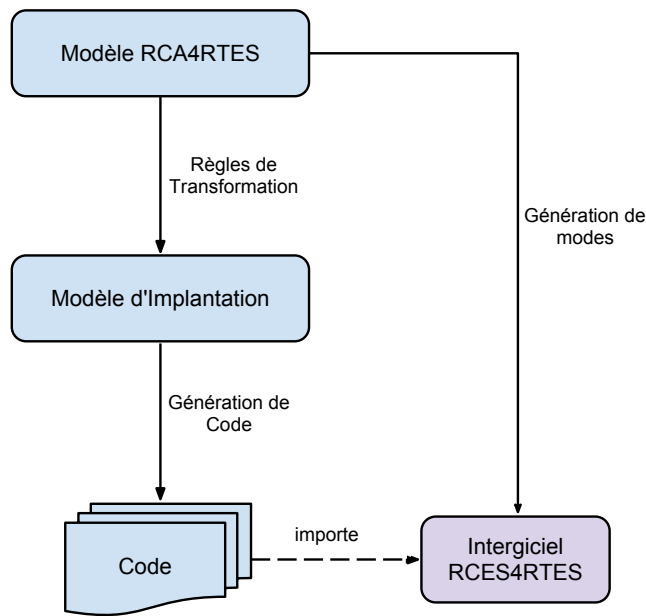 Modèle RCA4RTES
Règles de
Transformation
Génération de
modes
Modèle d'Implantation
Génération de
Code
importe
Code
Intergiciel
RCES4RTES